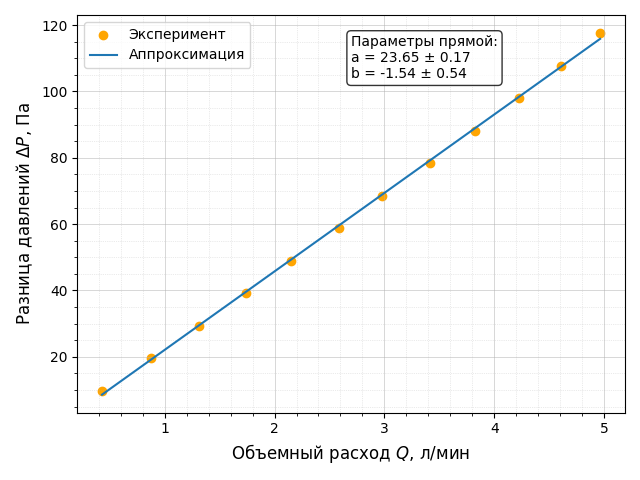 Эксперимент
Аппроксимация
Параметры прямой:
a = 23.65 ± 0.17
b = -1.54 ± 0.54
Разница давлений ΔP, Па
120
100
80
60
40
20
1 2 3 4 5
Объемный расход Q, л/мин